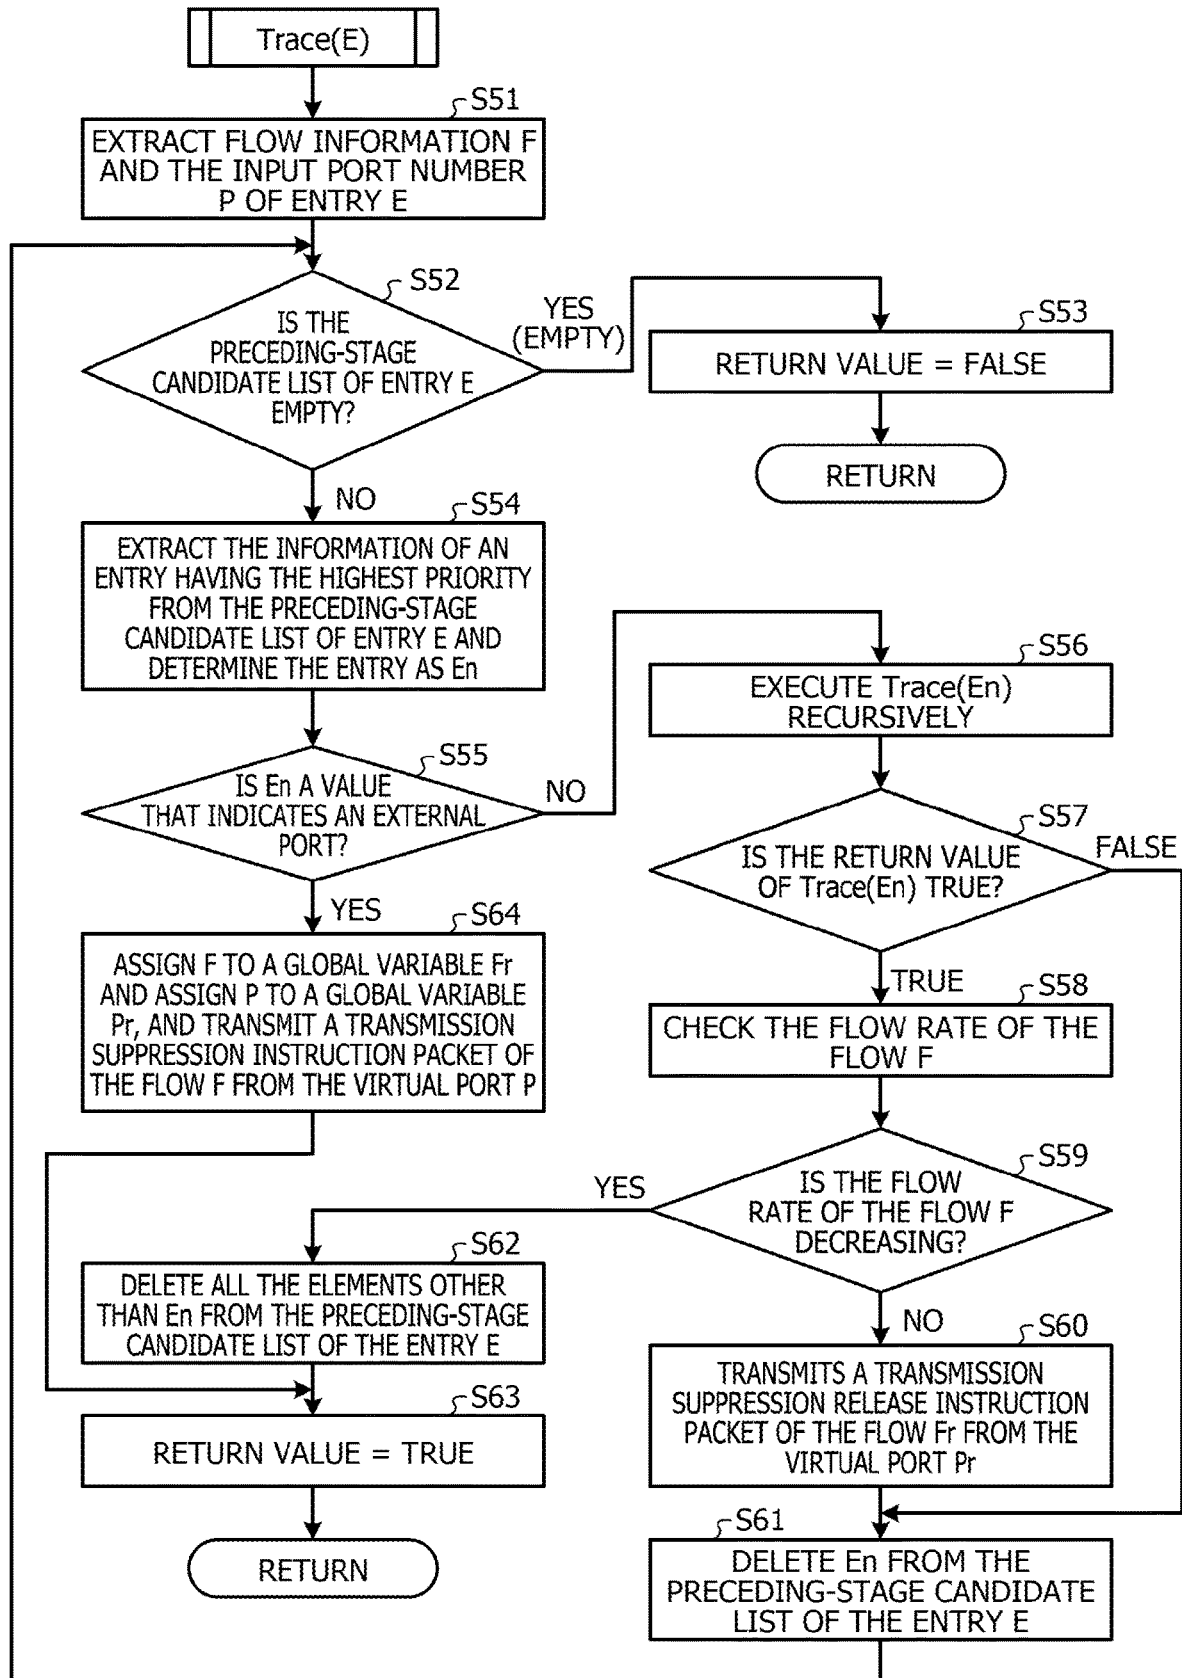 Trace(E)
S51
EXTRACT FLOW INFORMATION F
AND THE INPUT PORT NUMBER
P OF ENTRY E
S52
IS THE
PRECEDING-STAGE
CANDIDATE LIST OF ENTRY E
EMPTY?
YES
(EMPTY)
S53
RETURN VALUE = FALSE
RETURN
NO
S54
EXTRACT THE INFORMATION OF AN
ENTRY HAVING THE HIGHEST PRIORITY
FROM THE PRECEDING-STAGE
CANDIDATE LIST OF ENTRY E AND
DETERMINE THE ENTRY AS En
S55
IS En A VALUE
THAT INDICATES AN EXTERNAL
PORT?
NO
S56
EXECUTE Trace(En)
RECURSIVELY
S57
IS THE RETURN VALUE
OF Trace(En) TRUE?
FALSE
YES
S64
ASSIGN F TO A GLOBAL VARIABLE Fr
AND ASSIGN P TO A GLOBAL VARIABLE
Pr, AND TRANSMIT A TRANSMISSION
SUPPRESSION INSTRUCTION PACKET OF
THE FLOW F FROM THE VIRTUAL PORT P
TRUE
S58
CHECK THE FLOW RATE OF THE
FLOW F
S59
IS THE FLOW
RATE OF THE FLOW F
DECREASING?
YES
S62
DELETE ALL THE ELEMENTS OTHER
THAN En FROM THE PRECEDING-STAGE
CANDIDATE LIST OF THE ENTRY E
NO
S60
TRANSMITS A TRANSMISSION
SUPPRESSION RELEASE INSTRUCTION
PACKET OF THE FLOW Fr FROM THE
VIRTUAL PORT Pr
S63
RETURN VALUE = TRUE
RETURN
S61
DELETE En FROM THE
PRECEDING-STAGE CANDIDATE
LIST OF THE ENTRY E